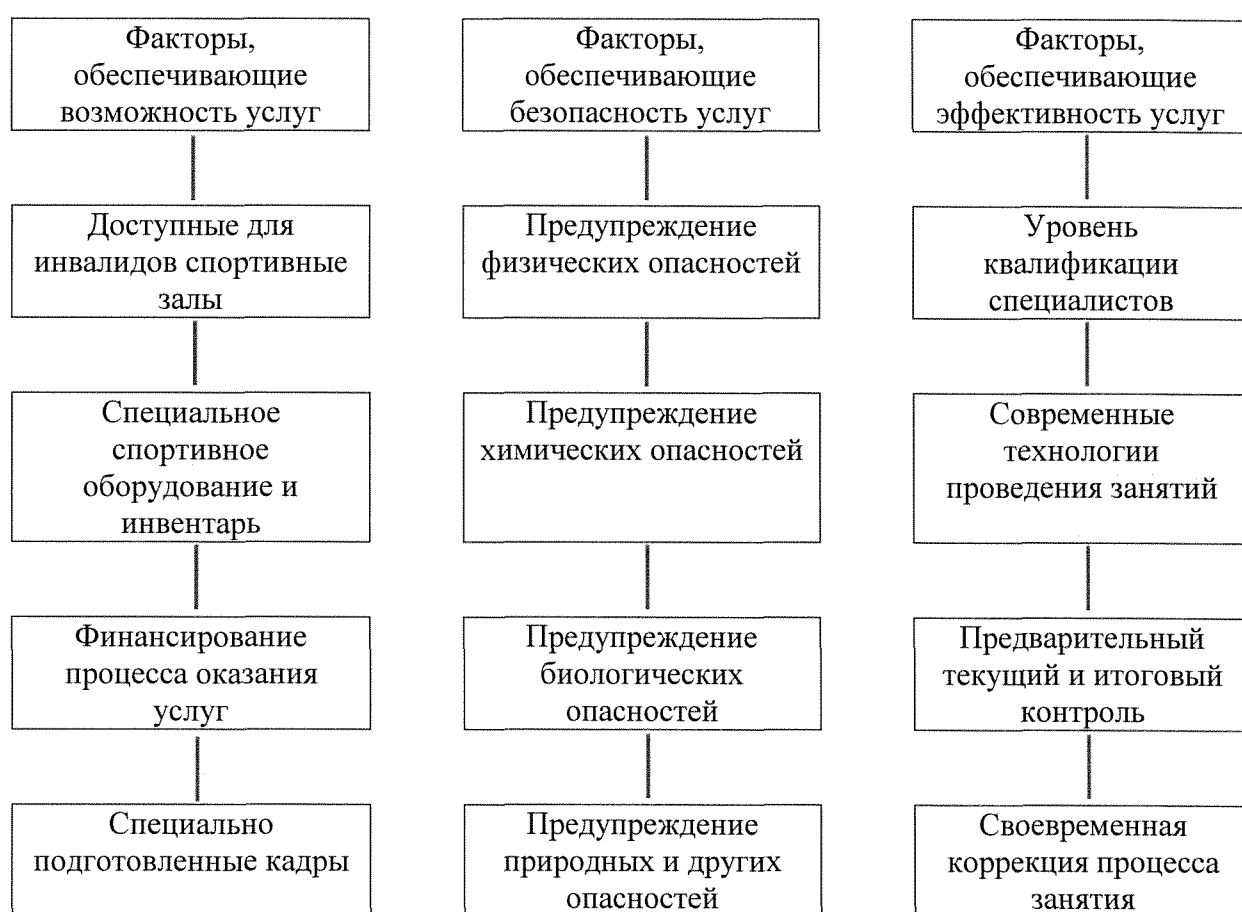 Факторы,
обеспечивающие
возможность услуг
Доступные для
инвалидов спортивные
залы
Специальное
спортивное
оборудование и
инвентарь
Финансирование
процесса оказания
услуг
Специально
подготовленные кадры
Факторы,
обеспечивающие
безопасность услуг
Предупреждение
физических опасностей
Предупреждение
химических опасностей
Предупреждение
биологических
опасностей
Предупреждение
природных и других
опасностей
Факторы,
обеспечивающие
эффективность услуг
Уровень
квалификации
специалистов
Современные
технологии
проведения занятий
Предварительный
текущий и итоговый
контроль
Своевременная
коррекция процесса
занятия